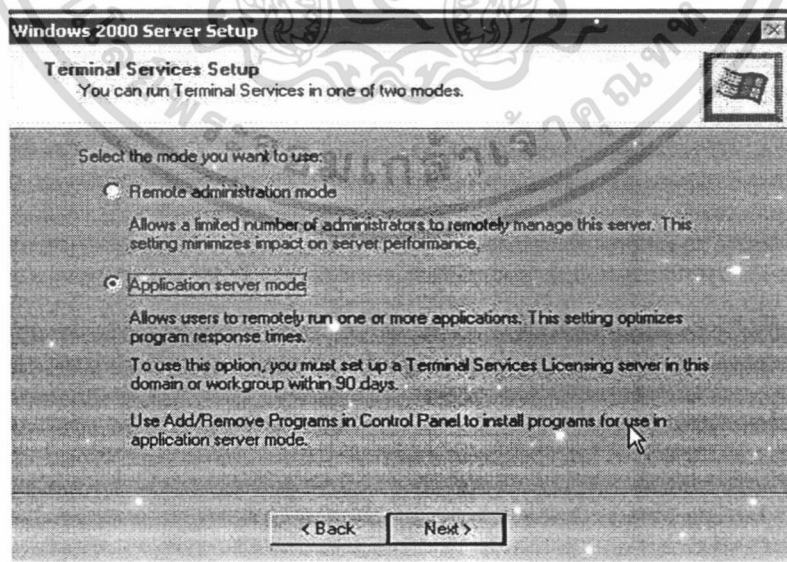 Windows 2000 Server Setup
Terminal Services Setup
You can run Terminal Services in one of two modes.
Select the mode you want to use:
Remote administration mode
Allows a limited number of administrators to remotely manage this server. This
setting minimizes impact on server performance.
Application server mode
Allows users to remotely run one or more applications. This setting optimizes
program response times.
To use this option, you must set up a Terminal Services Licensing server in this
domain or workgroup within 90 days.
Use Add/Remove Programs in Control Panel to install programs for use in
application server mode.
< Back
Next >